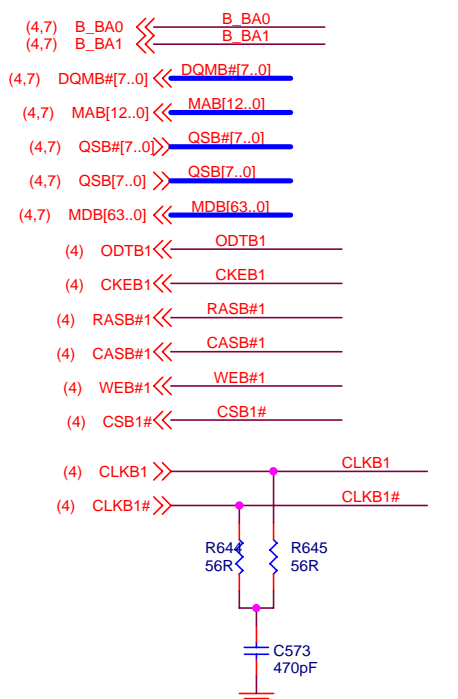 (4,7) B_BA0 B_BA0
(4,7) B_BA1 B_BA1
(4,7) DQMB#[7..0] DQMB#[7..0]
(4,7) MAB[12..0] MAB[12..0]
(4,7) QSB#[7..0] QSB#[7..0]
(4,7) QSB[7..0] QSB[7..0]
(4,7) MDB[63..0] MDB[63..0]
(4) ODTB1 ODTB1
(4) CKEB1 CKEB1
(4) RASB#1 RASB#1
(4) CASB#1 CASB#1
(4) WEB#1 WEB#1
(4) CSB1# CSB1#
(4) CLKB1 CLKB1
(4) CLKB1# CLKB1#
R644 R645
56R 56R
C573
470pF